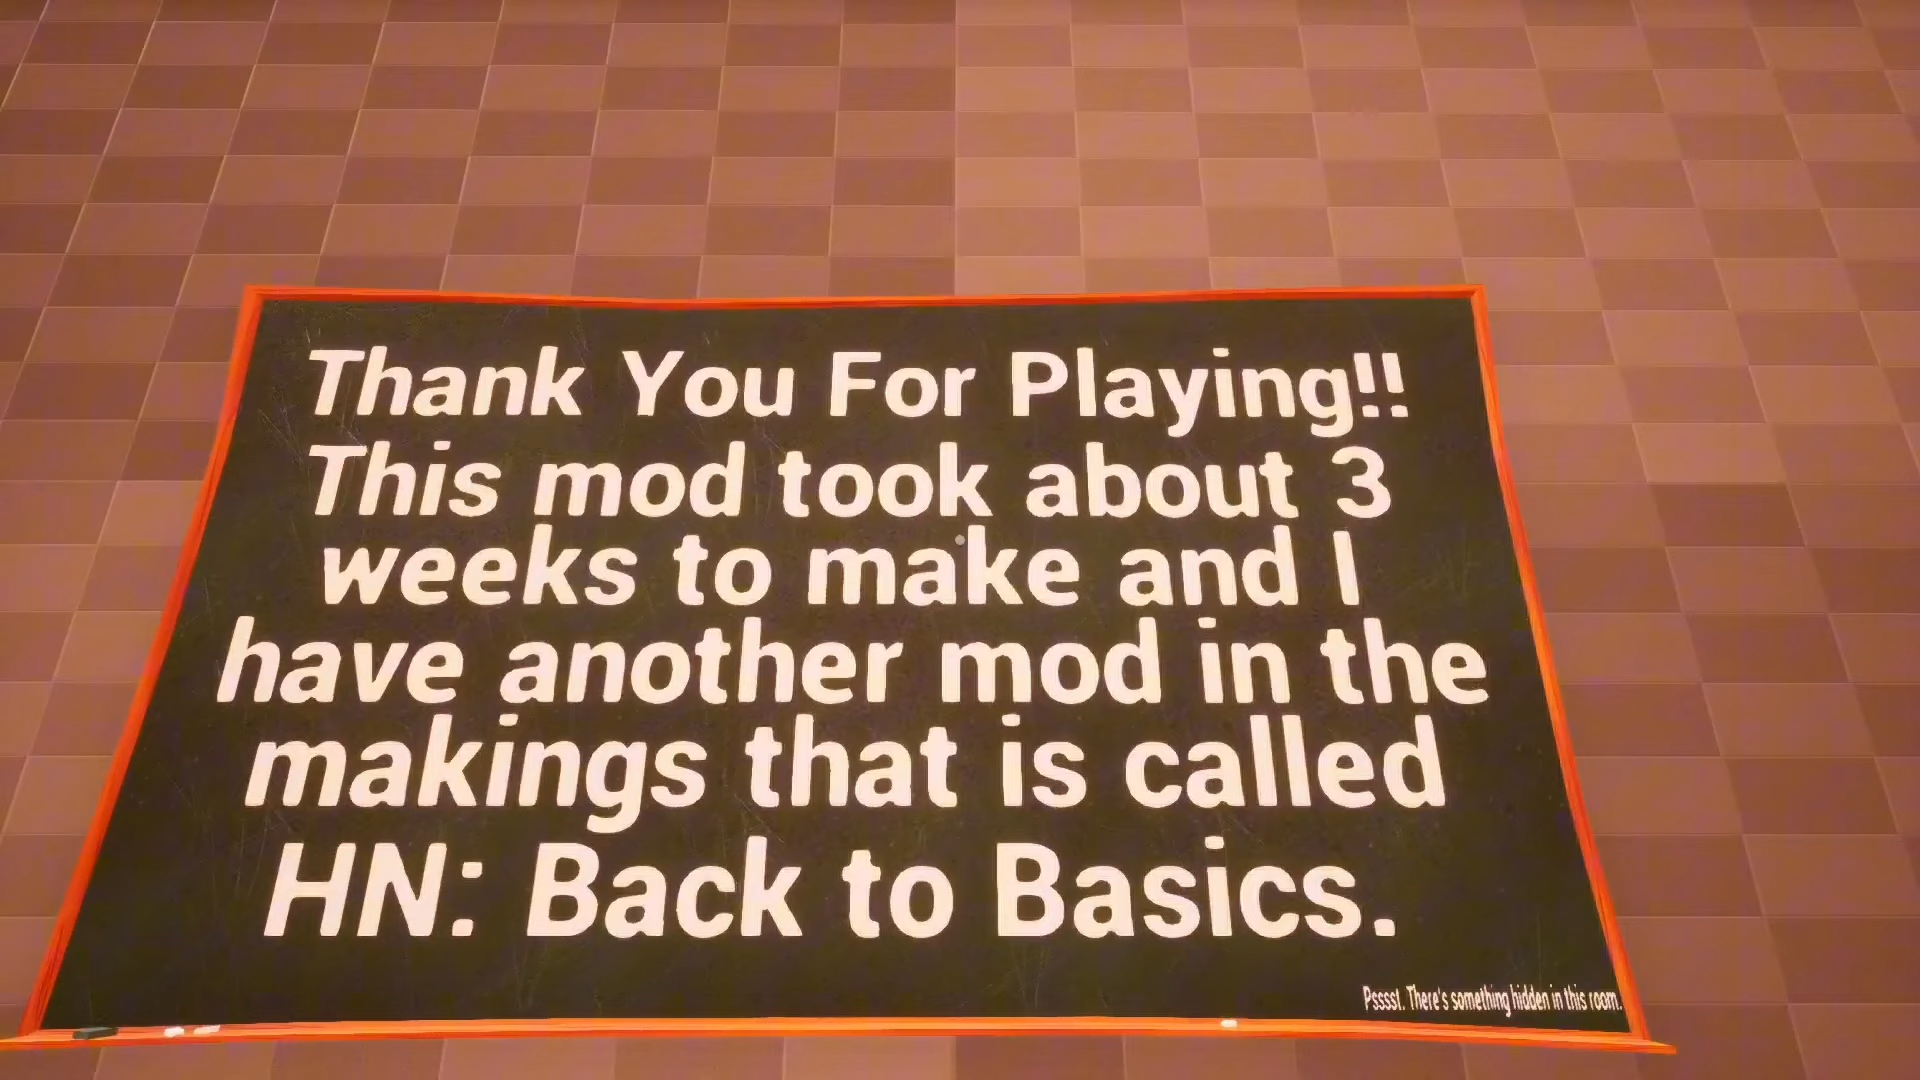 Thank You For Playing!!
This mod took about 3
weeks to make and I
have another mod in the
makings that is called
HN: Back to Basics.
Psssst. There's something hidden in this room.